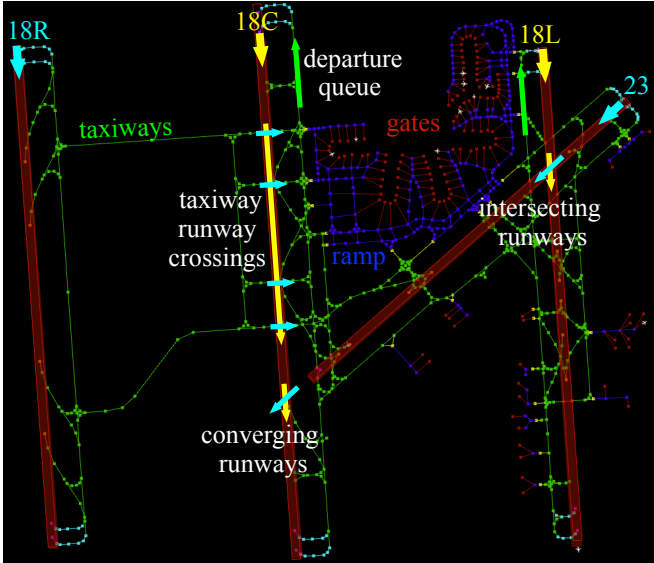 18R
18C
18L
departure
queue
23
taxiways
gates
taxiway
runway
crossings
intersecting
runways
ramp
converging
runways